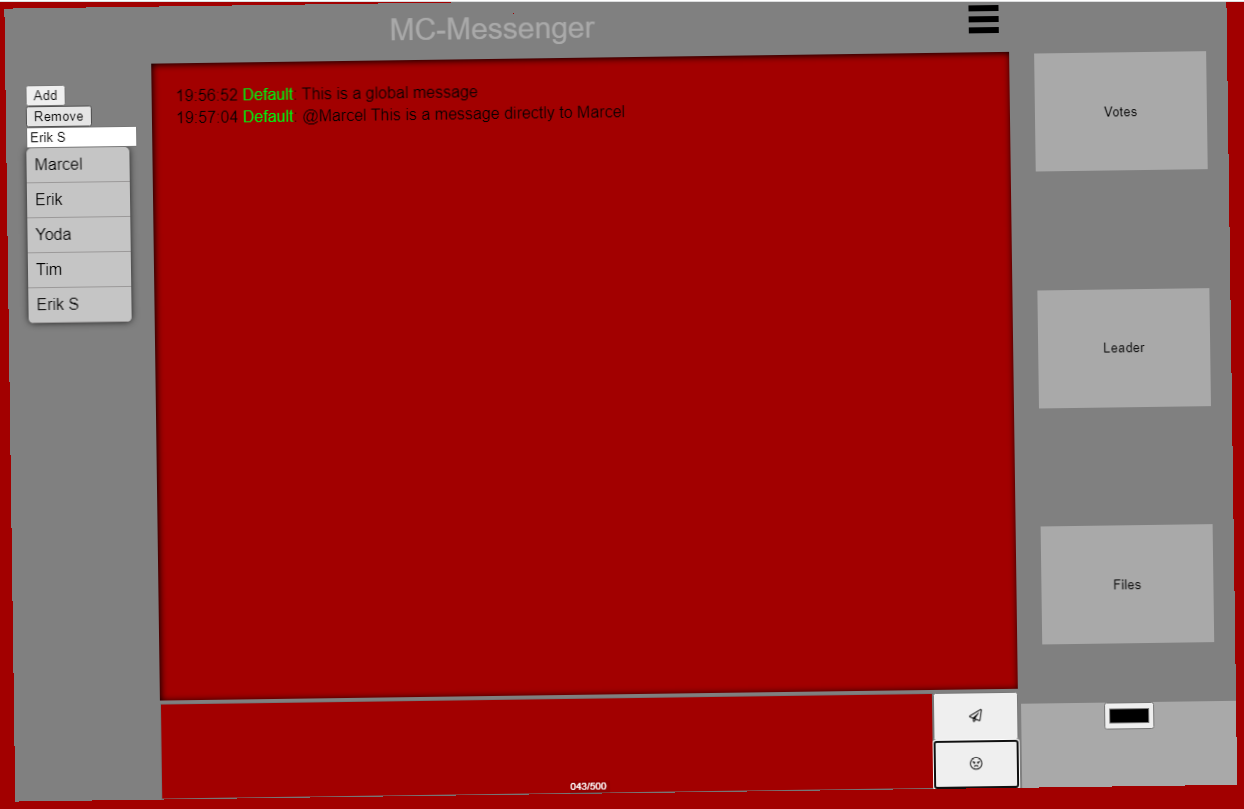 MC-Messenger
Add
Remove
Erik S
Marcel
Erik
Yoda
Tim
Erik S
19:56:52 Default: This is a global message
19:57:04 Default: @Marcel This is a message directly to Marcel
Votes
Leader
Files
043/500